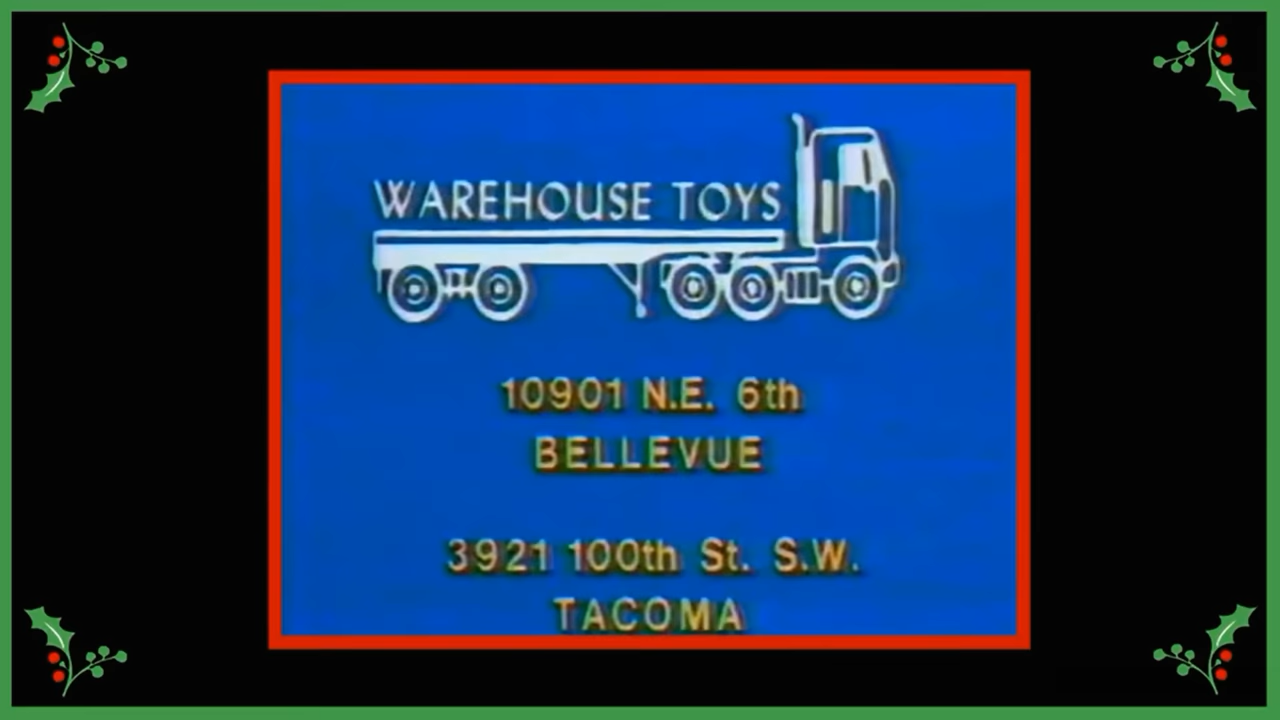 WAREHOUSE TOYS
10901 N.E. 6th
BELLEVUE
3921 100th St. S.W.
TACOMA